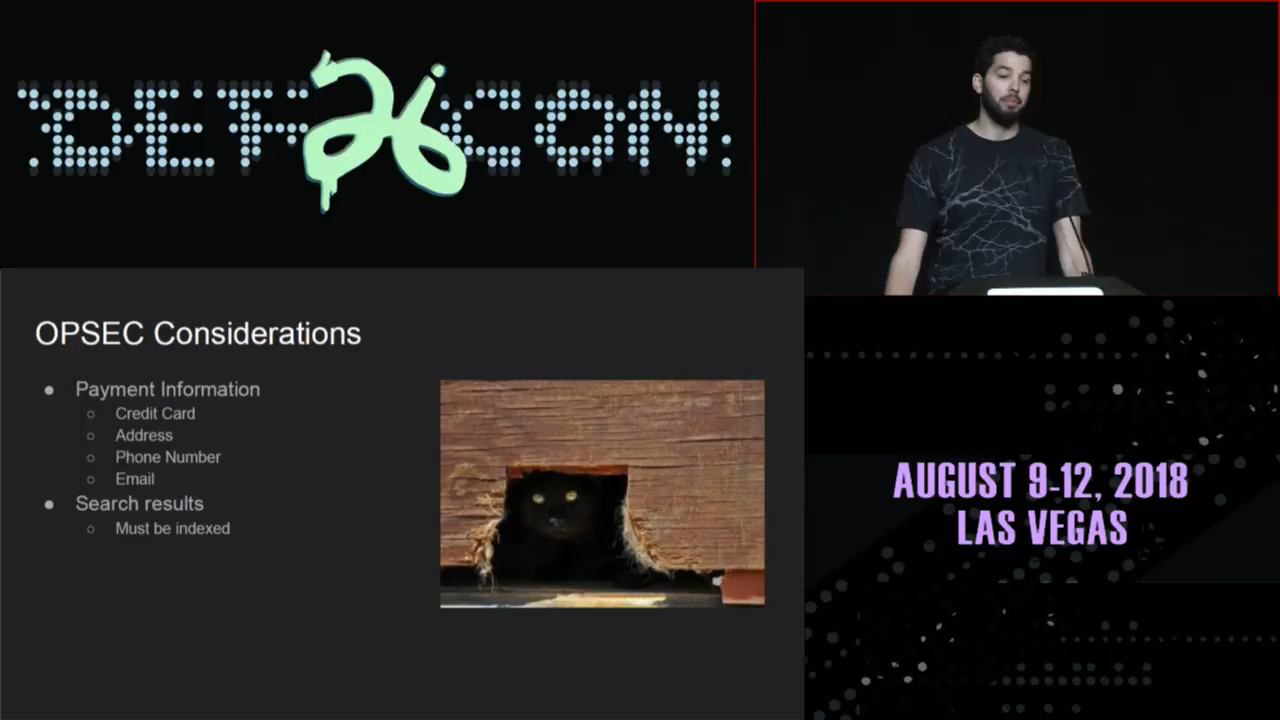 DEF CON
26
OPSEC Considerations
Payment Information
Credit Card
Address
Phone Number
Email
Search results
Must be indexed
AUGUST 9-12, 2018
LAS VEGAS